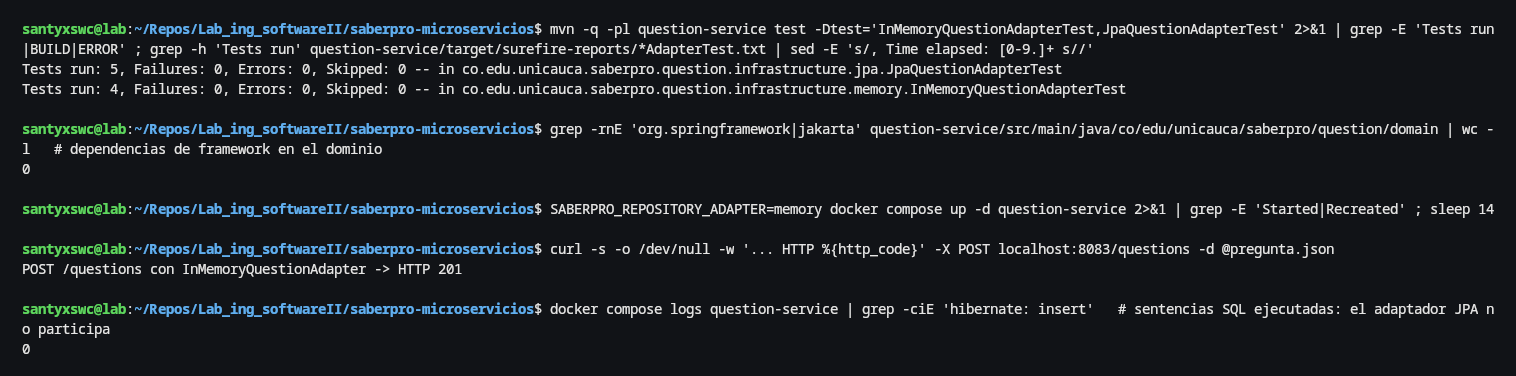 santyxswc@lab:~/Repos/Lab_ing_softwareII/saberpro-microservicios$ mvn -q -pl question-service test -Dtest='InMemoryQuestionAdapterTest,JpaQuestionAdapterTest' 2>&1 | grep -E 'Tests run
|BUILD|ERROR' ; grep -h 'Tests run' question-service/target/surefire-reports/*AdapterTest.txt | sed -E 's/, Time elapsed: [0-9.]+ s//'
Tests run: 5, Failures: 0, Errors: 0, Skipped: 0 -- in co.edu.unicauca.saberpro.question.infrastructure.jpa.JpaQuestionAdapterTest
Tests run: 4, Failures: 0, Errors: 0, Skipped: 0 -- in co.edu.unicauca.saberpro.question.infrastructure.memory.InMemoryQuestionAdapterTest
santyxswc@lab:~/Repos/Lab_ing_softwareII/saberpro-microservicios$ grep -rnE 'org.springframework|jakarta' question-service/src/main/java/co/edu/unicauca/saberpro/question/domain | wc -
l   # dependencias de framework en el dominio
0
santyxswc@lab:~/Repos/Lab_ing_softwareII/saberpro-microservicios$ SABERPRO_REPOSITORY_ADAPTER=memory docker compose up -d question-service 2>&1 | grep -E 'Started|Recreated' ; sleep 14
santyxswc@lab:~/Repos/Lab_ing_softwareII/saberpro-microservicios$ curl -s -o /dev/null -w '... HTTP %{http_code}' -X POST localhost:8083/questions -d @pregunta.json
POST /questions con InMemoryQuestionAdapter -> HTTP 201
santyxswc@lab:~/Repos/Lab_ing_softwareII/saberpro-microservicios$ docker compose logs question-service | grep -ciE 'hibernate: insert'   # sentencias SQL ejecutadas: el adaptador JPA n
o participa
0